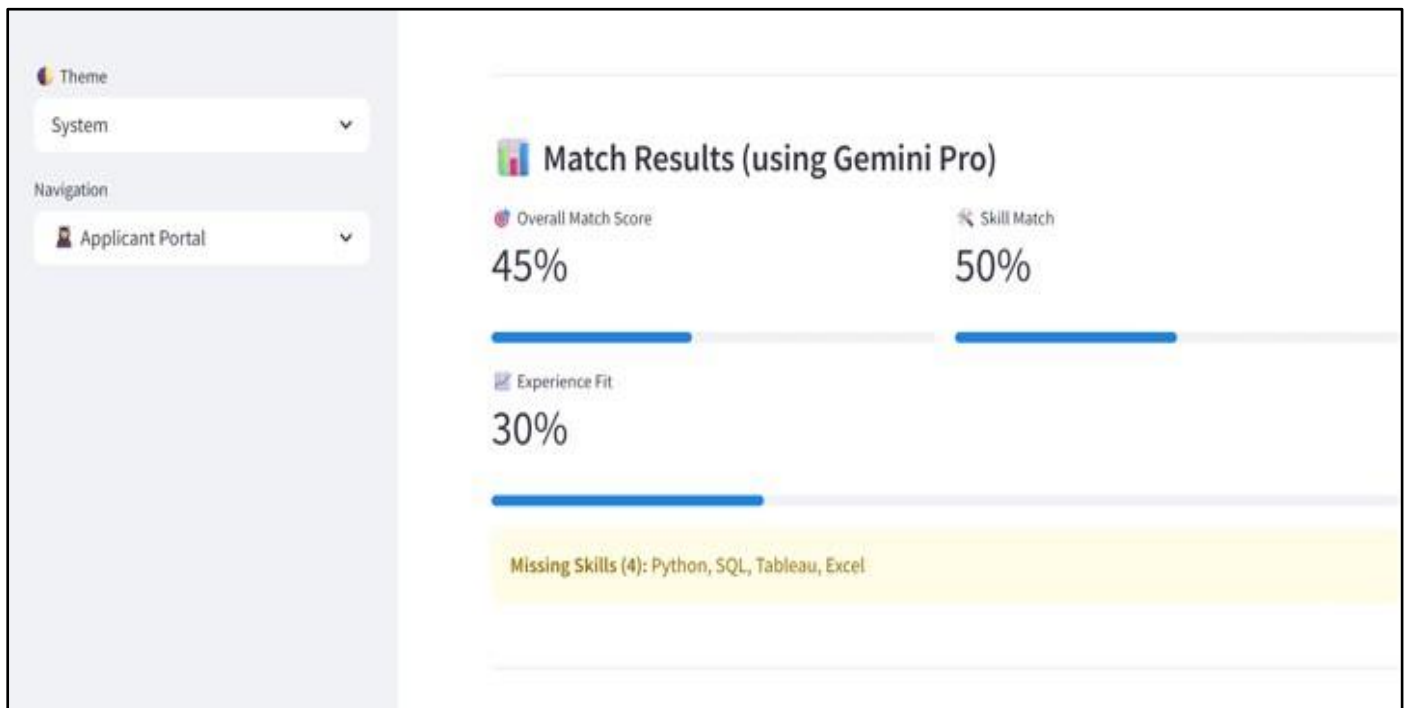 Theme
System
Navigation
Applicant Portal
Match Results (using Gemini Pro)
Overall Match Score
45%
Skill Match
50%
Experience Fit
30%
Missing Skills (4): Python, SQL, Tableau, Excel